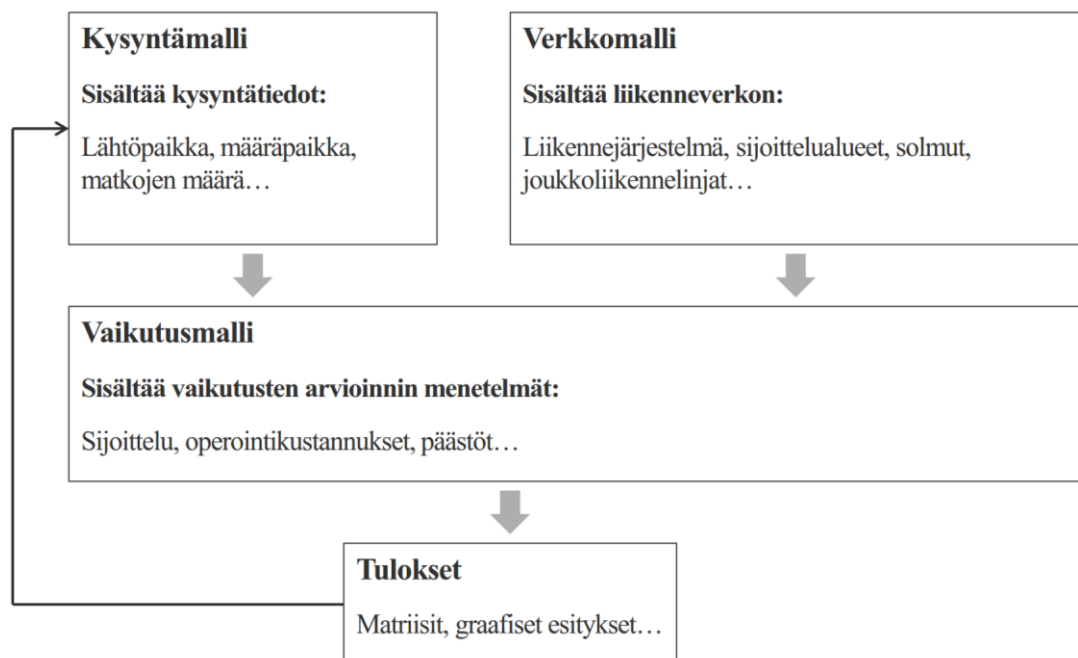 Kysyntämalli
Sisältää kysyntätiedot:
Lähtöpaikka, määräpaikka,
matkojen määrä…
Verkkomalli
Sisältää liikenneverkon:
Liikennejärjestelmä, sijoittelualueet, solmut,
joukkoliikennelinjat…
Vaikutusmalli
Sisältää vaikutusten arvioinnin menetelmät:
Sijoittelu, operointikustannukset, päästöt…
Tulokset
Matriisit, graafiset esitykset…